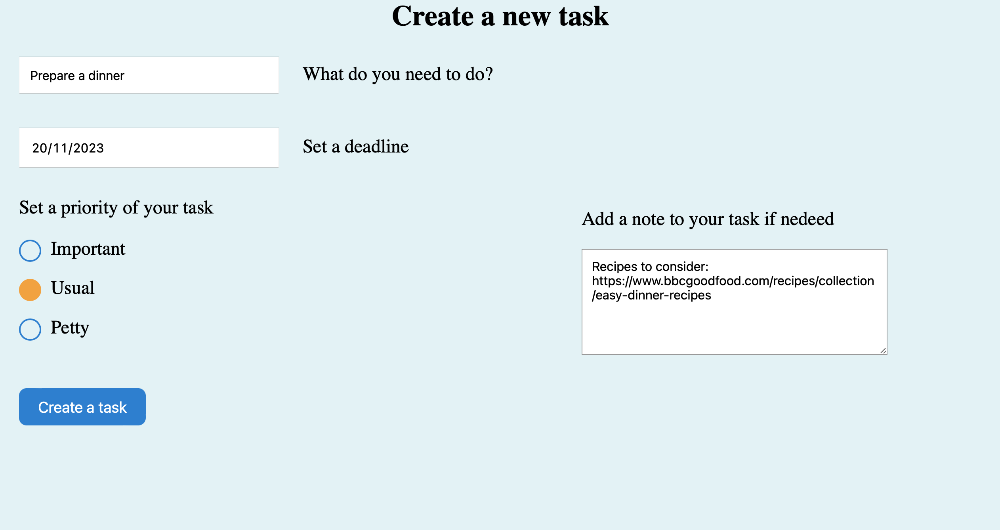 Create a new task
Prepare a dinner
What do you need to do?
20/11/2023
Set a deadline
Set a priority of your task
Important
Usual
Petty
Add a note to your task if nedeed
Recipes to consider:
https://www.bbcgoodfood.com/recipes/collection
/easy-dinner-recipes
Create a task